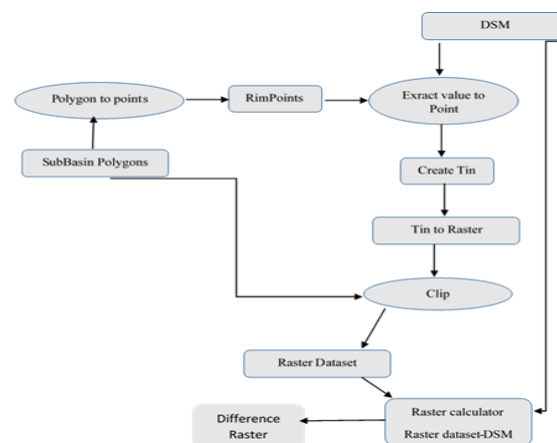 DSM
Polygon to points
RimPoints
Exract value to
Point
SubBasin Polygons
Create Tin
Tin to Raster
Clip
Raster Dataset
Raster calculator
Raster dataset-DSM
Difference
Raster